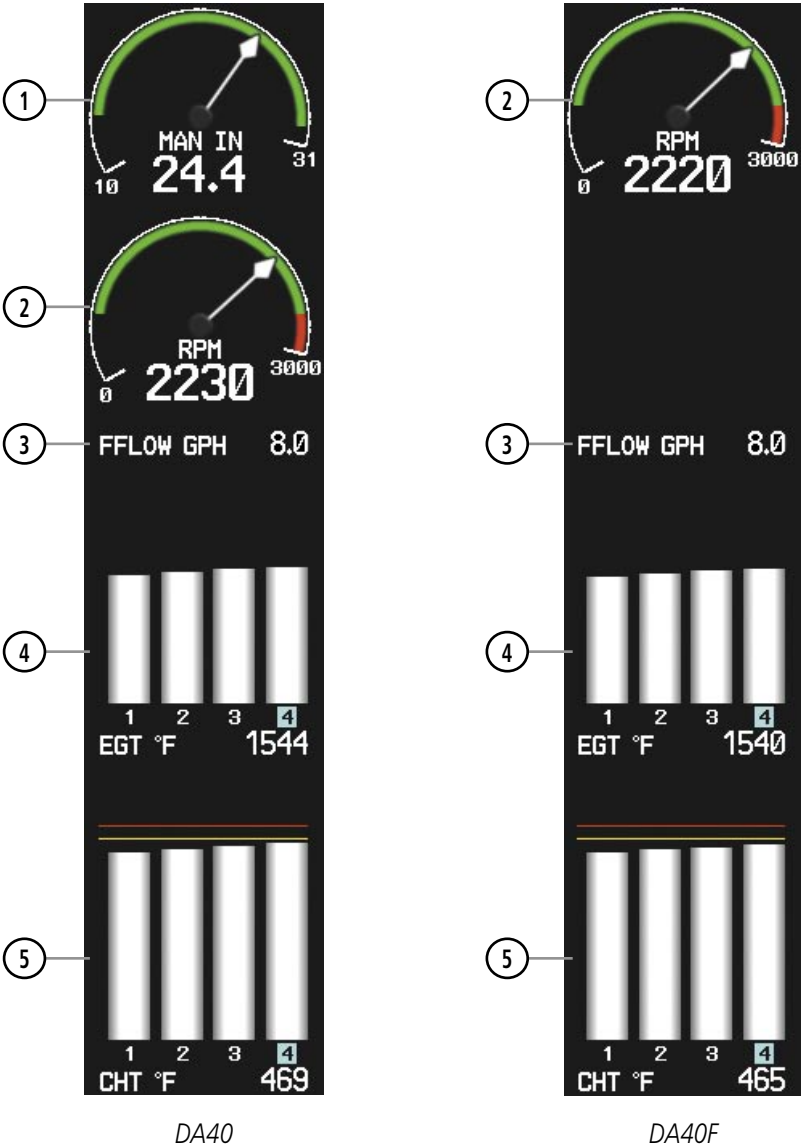 1
MAN IN
24.4
10
31
2
RPM
2230
0
3000
3
FFLOW GPH 8.0
4
1 2 3 4
EGT °F 1544
5
1 2 3 4
CHT °F 469
DA40
2
RPM
2220
0
3000
3
FFLOW GPH 8.0
4
1 2 3 4
EGT °F 1540
5
1 2 3 4
CHT °F 465
DA40F